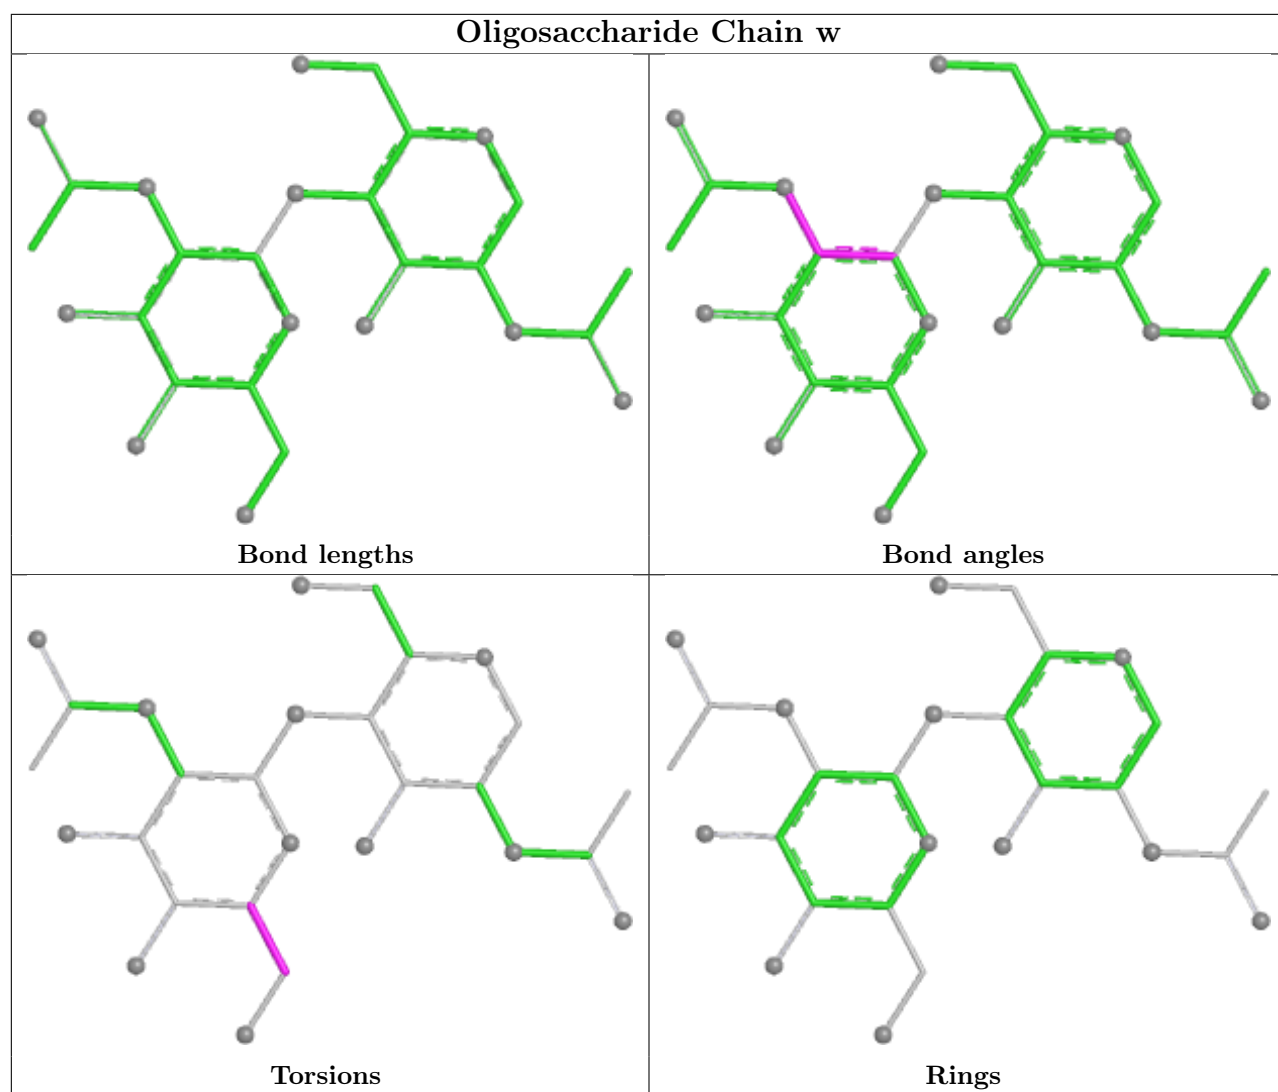 Oligosaccharide Chain w
Bond lengths
Bond angles
Torsions
Rings